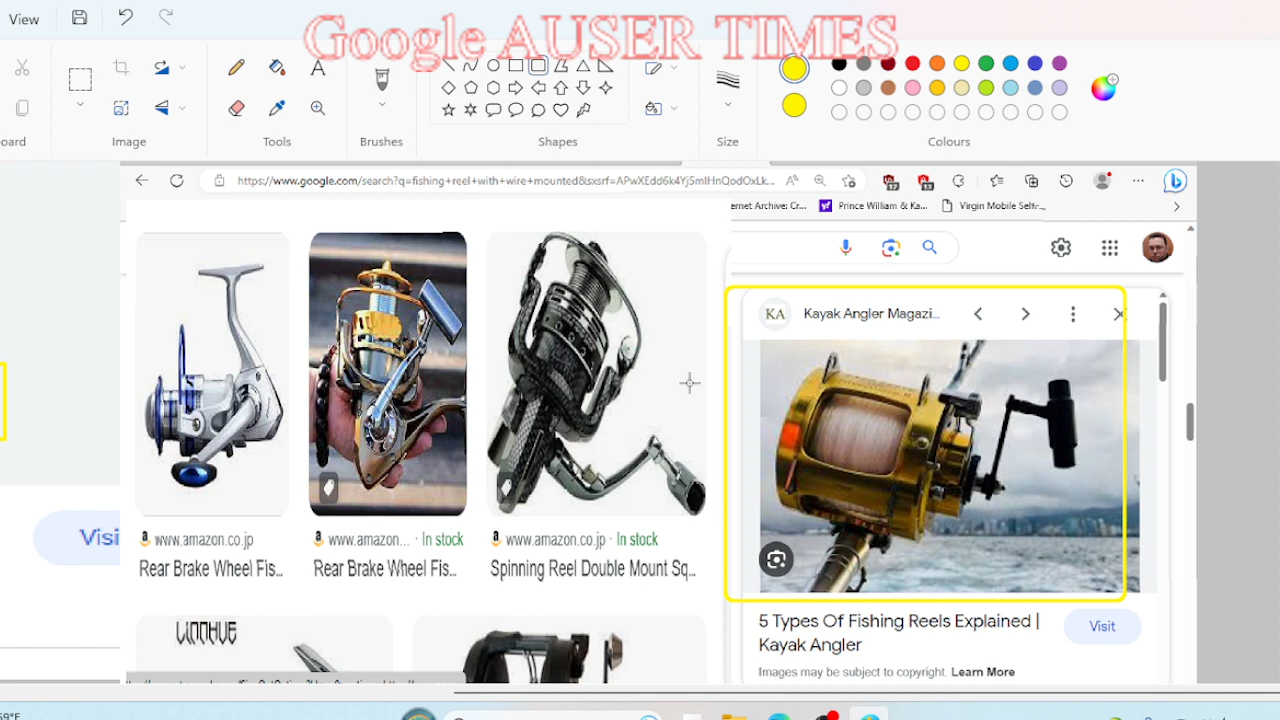 View
Google AUSER TIMES
oard
Image
Tools
Brushes
Shapes
Size
Colours
https://www.google.com/search?q=fishing+reel+with+wire+mounted&sxsrf=APwXEdd6k4Yj5mIHnQodOxLk...
ernet Archive: Cr...
Prince William & Ka...
Virgin Mobile Selfr...
KA
Kayak Angler Magazi...
Visi
www.amazon.co.jp
Rear Brake Wheel Fis...
www.amazon... · In stock
Rear Brake Wheel Fis...
www.amazon.co.jp · In stock
Spinning Reel Double Mount Sq...
5 Types Of Fishing Reels Explained |
Kayak Angler
Visit
Images may be subject to copyright. Learn More
LINNHUE
59°F